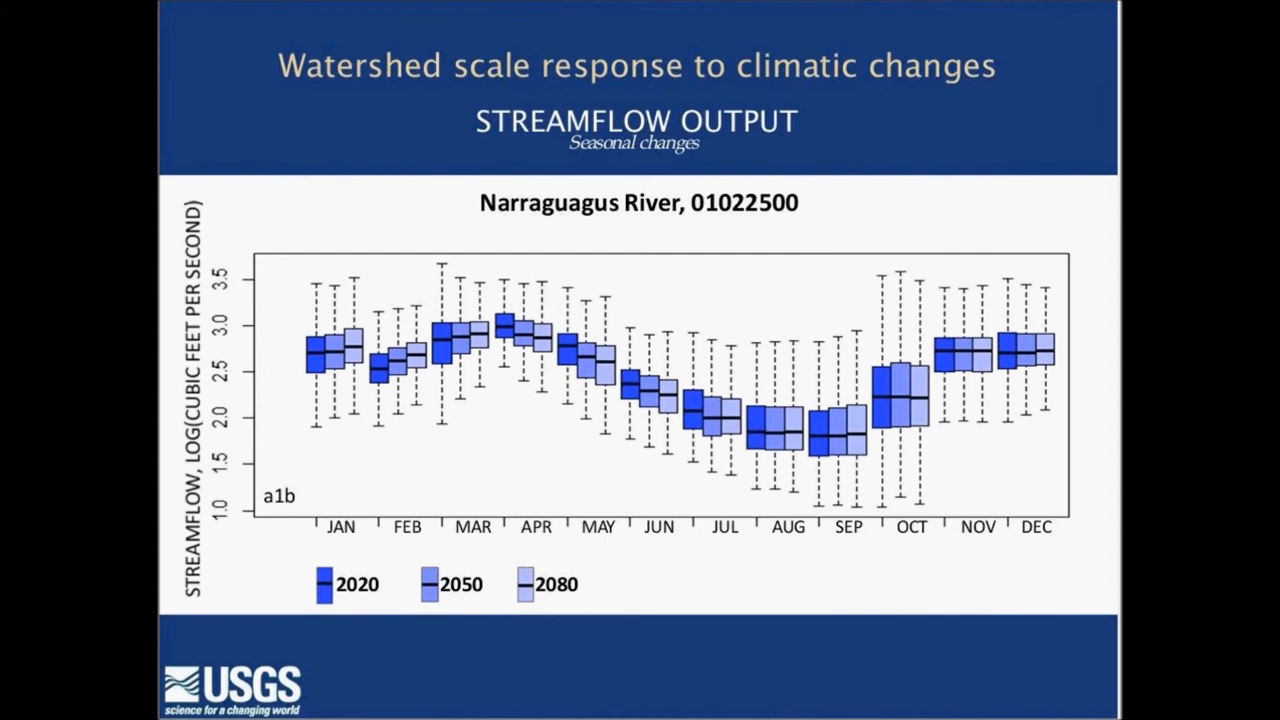 Watershed scale response to climatic changes
STREAMFLOW OUTPUT
Seasonal changes
Narraguagus River, 01022500
STREAMFLOW, LOG(CUBIC FEET PER SECOND)
3.5
3.0
2.5
2.0
1.5
1.0
a1b
JAN FEB MAR APR MAY JUN JUL AUG SEP OCT NOV DEC
2020 2050 2080
USGS
science for a changing world